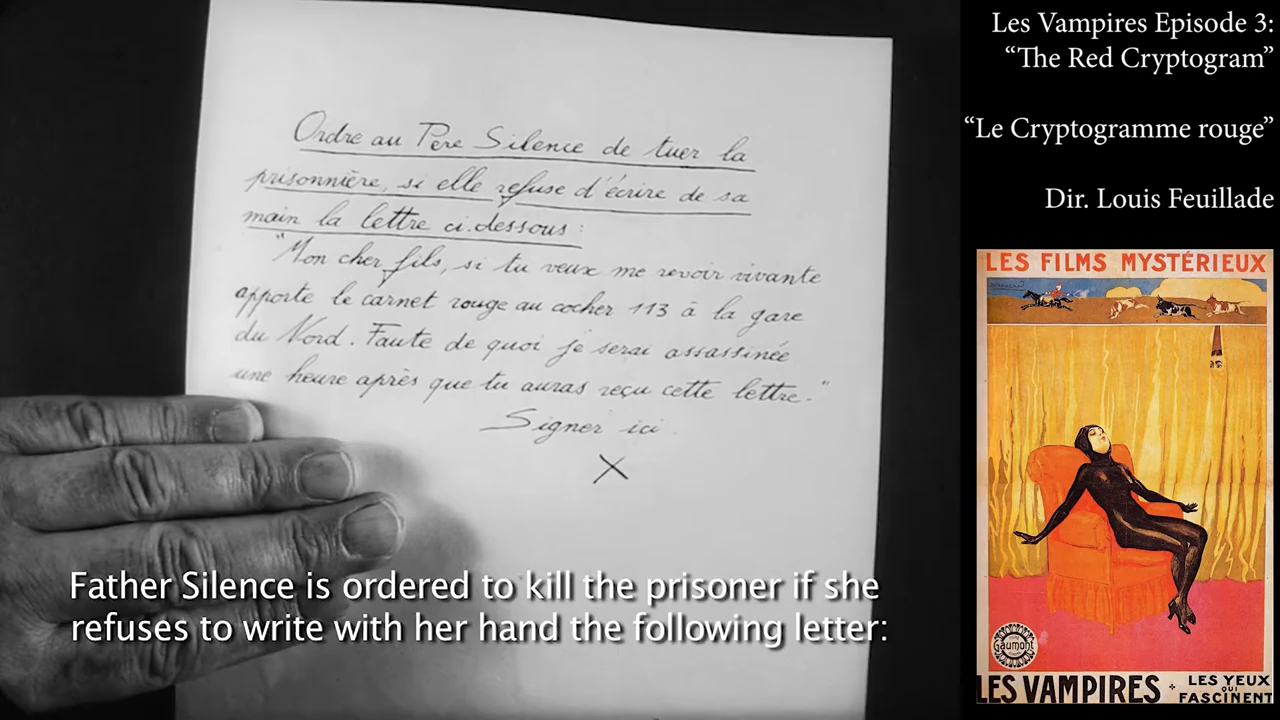 Ordre au Père Silence de tuer la
prisonnière, si elle refuse d'écrire de sa
main la lettre ci.dessous :
"Mon cher fils, si tu veux me revoir vivante
apporte le carnet rouge au cocher 113 à la gare
du Nord. Faute de quoi je serai assassinée
une heure après que tu auras reçu cette lettre."
Signer ici
X
Father Silence is ordered to kill the prisoner if she
refuses to write with her hand the following letter:
Les Vampires Episode 3:
“The Red Cryptogram”
“Le Cryptogramme rouge”
Dir. Louis Feuillade
LES FILMS MYSTÉRIEUX
Gaumont
LES VAMPIRES + LES YEUX
QUI
FASCINENT